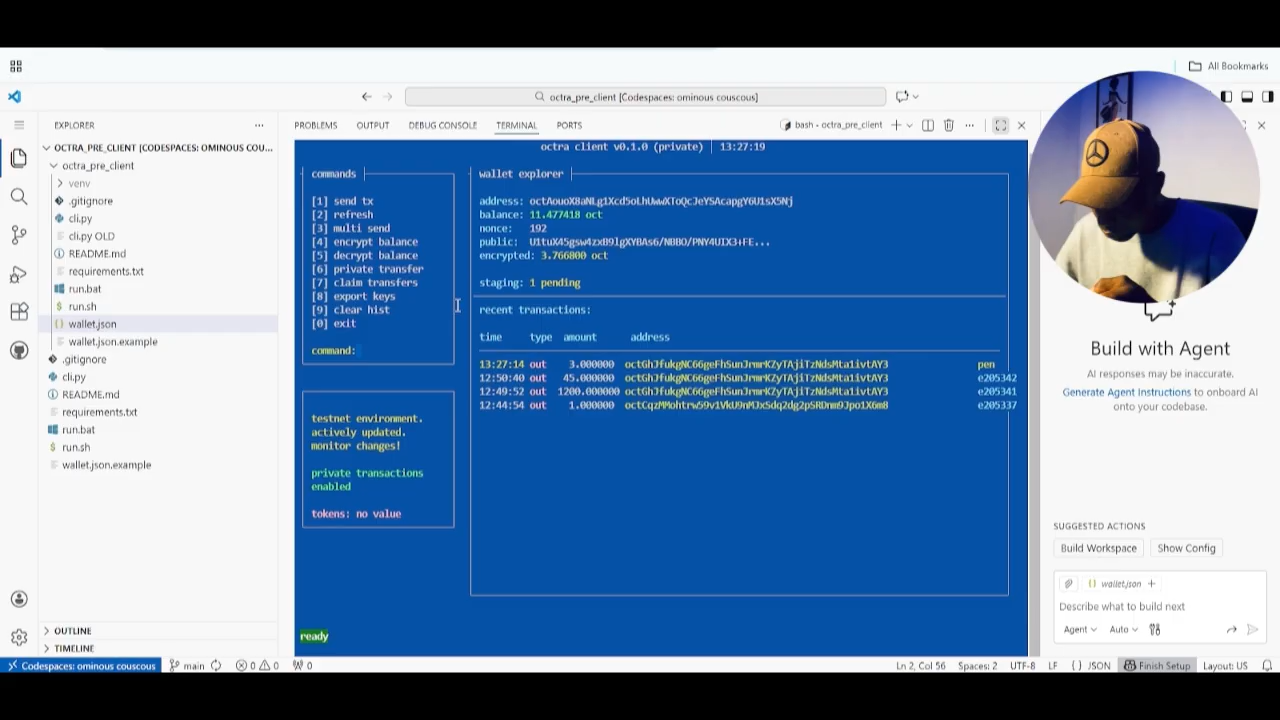 All Bookmarks
octra_pre_client [Codespaces: ominous couscous]
EXPLORER
OCTRA_PRE_CLIENT [CODESPACES: OMINOUS COU...
octra_pre_client
venv
.gitignore
cli.py
cli.py OLD
README.md
requirements.txt
run.bat
run.sh
wallet.json
wallet.json.example
.gitignore
cli.py
README.md
requirements.txt
run.bat
run.sh
wallet.json.example
OUTLINE
TIMELINE
PROBLEMS OUTPUT DEBUG CONSOLE TERMINAL PORTS
bash - octra_pre_client
octra client v0.1.0 (private) │ 13:27:19
commands
[1] send tx
[2] refresh
[3] multi send
[4] encrypt balance
[5] decrypt balance
[6] private transfer
[7] claim transfers
[8] export keys
[9] clear hist
[0] exit
command:
testnet environment.
actively updated.
monitor changes!
private transactions
enabled
tokens: no value
ready
wallet explorer
address:
balance: 11.477418 oct
nonce: 192
public:
encrypted: 3.766800 oct
staging: 1 pending
recent transactions:
time type amount address
13:27:14 out 3.000000 pen
12:50:40 out 45.000000 e205342
12:49:52 out 1200.000000 e205341
12:44:54 out 1.000000 e205337
Build with Agent
AI responses may be inaccurate.
Generate Agent Instructions to onboard AI
onto your codebase.
SUGGESTED ACTIONS
Build Workspace Show Config
wallet.json
Describe what to build next
Agent Auto
Codespaces: ominous couscous main 0 0 0 Ln 2, Col 56 Spaces: 2 UTF-8 LF { } JSON Finish Setup Layout: US